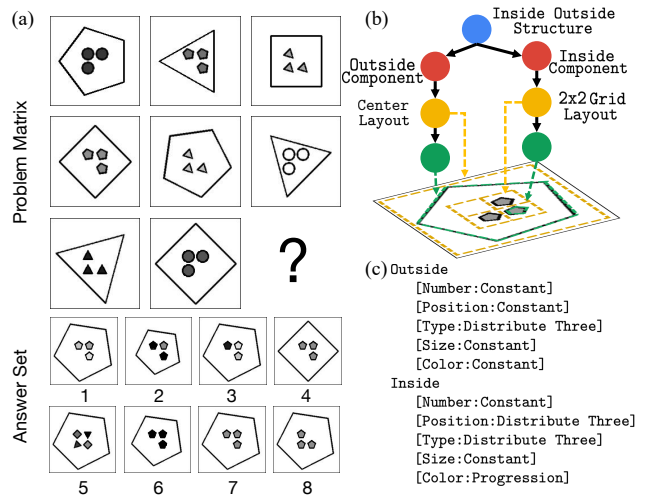 (a)
Problem Matrix
?
Answer Set
1 2 3 4
5 6 7 8
(b)
Inside Outside
Structure
Outside
Component
Inside
Component
Center
Layout
2x2 Grid
Layout
(c) Outside
[Number:Constant]
[Position:Constant]
[Type:Distribute Three]
[Size:Constant]
[Color:Constant]
Inside
[Number:Constant]
[Position:Distribute Three]
[Type:Distribute Three]
[Size:Constant]
[Color:Progression]